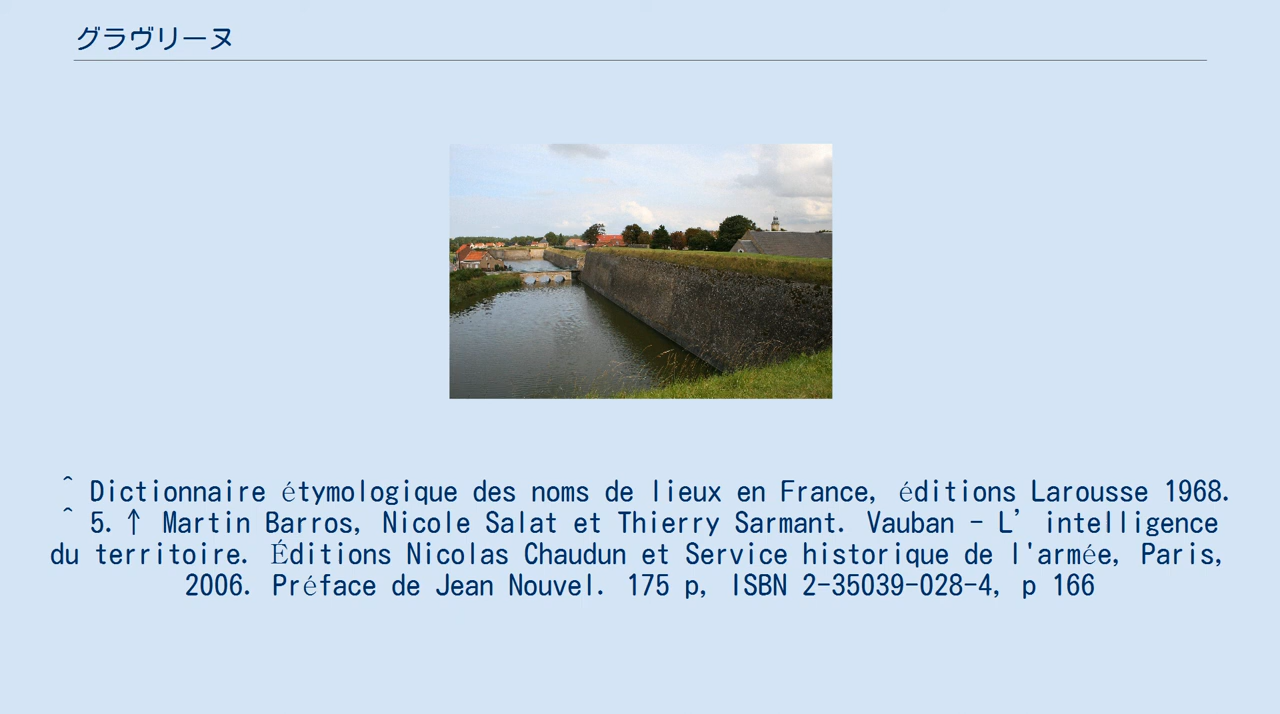 グラヴリーヌ
^ Dictionnaire étymologique des noms de lieux en France, éditions Larousse 1968.
^ 5. ↑ Martin Barros, Nicole Salat et Thierry Sarmant. Vauban - L’intelligence
du territoire. Éditions Nicolas Chaudun et Service historique de l'armée, Paris,
2006. Préface de Jean Nouvel. 175 p, ISBN 2-35039-028-4, p 166